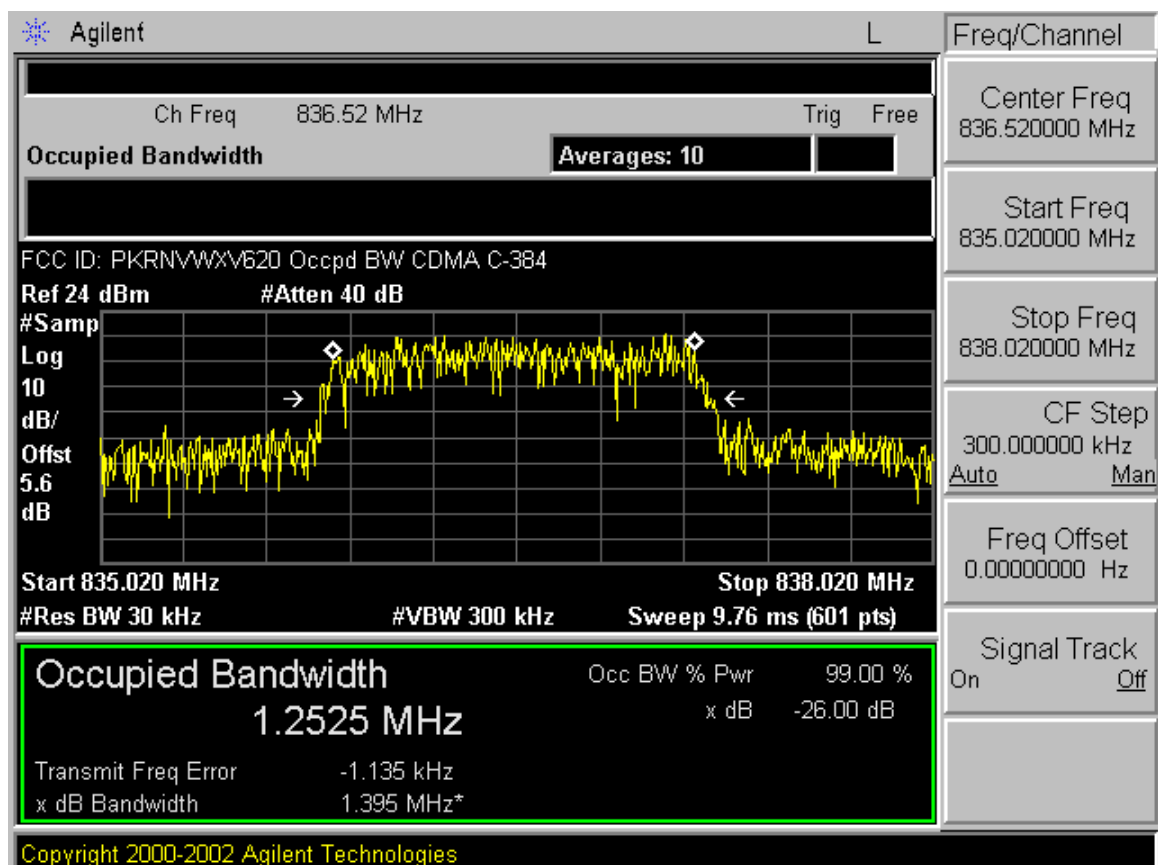 Agilent L
Freq/Channel
Ch Freq 836.52 MHz Trig Free
Occupied Bandwidth Averages: 10
FCC ID: PKRNVWXV620 Occpd BW CDMA C-384
Ref 24 dBm #Atten 40 dB
#Samp
Log
10
dB/
Offst
5.6
dB
Start 835.020 MHz Stop 838.020 MHz
#Res BW 30 kHz #VBW 300 kHz Sweep 9.76 ms (601 pts)
Occupied Bandwidth Occ BW % Pwr 99.00 %
1.2525 MHz x dB -26.00 dB
Transmit Freq Error -1.135 kHz
x dB Bandwidth 1.395 MHz*
Copyright 2000-2002 Agilent Technologies
Center Freq
836.520000 MHz
Start Freq
835.020000 MHz
Stop Freq
838.020000 MHz
CF Step
300.000000 kHz
Auto Man
Freq Offset
0.00000000 Hz
Signal Track
On Off